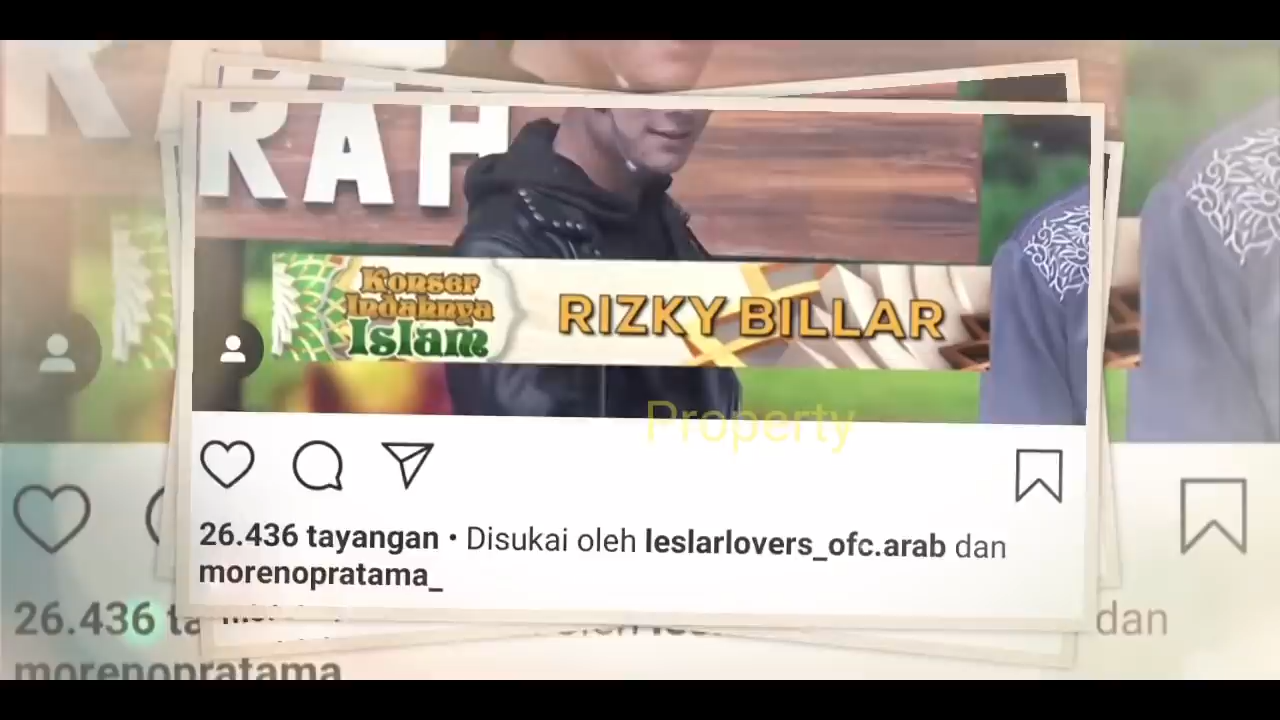 RAH
Konser
Indahnya
Islam
RIZKY BILLAR
Property
26.436 tayangan • Disukai oleh leslarlovers_ofc.arab dan
morenopratama_
26.436 ta
dan
morenopratama